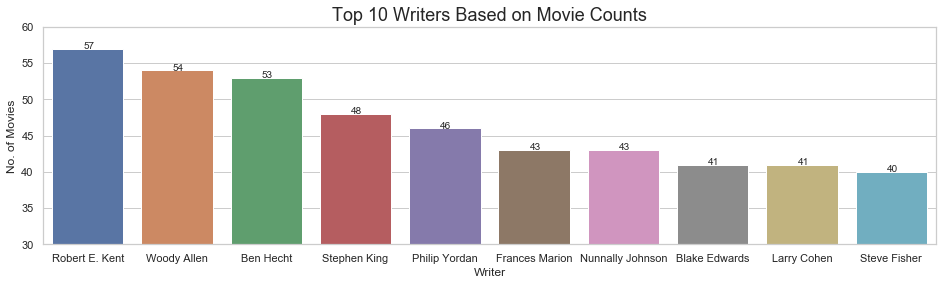 Top 10 Writers Based on Movie Counts
No. of Movies
60
55
50
45
40
35
30
57
54
53
48
46
43
43
41
41
40
Robert E. Kent
Woody Allen
Ben Hecht
Stephen King
Philip Yordan
Frances Marion
Nunnally Johnson
Blake Edwards
Larry Cohen
Steve Fisher
Writer